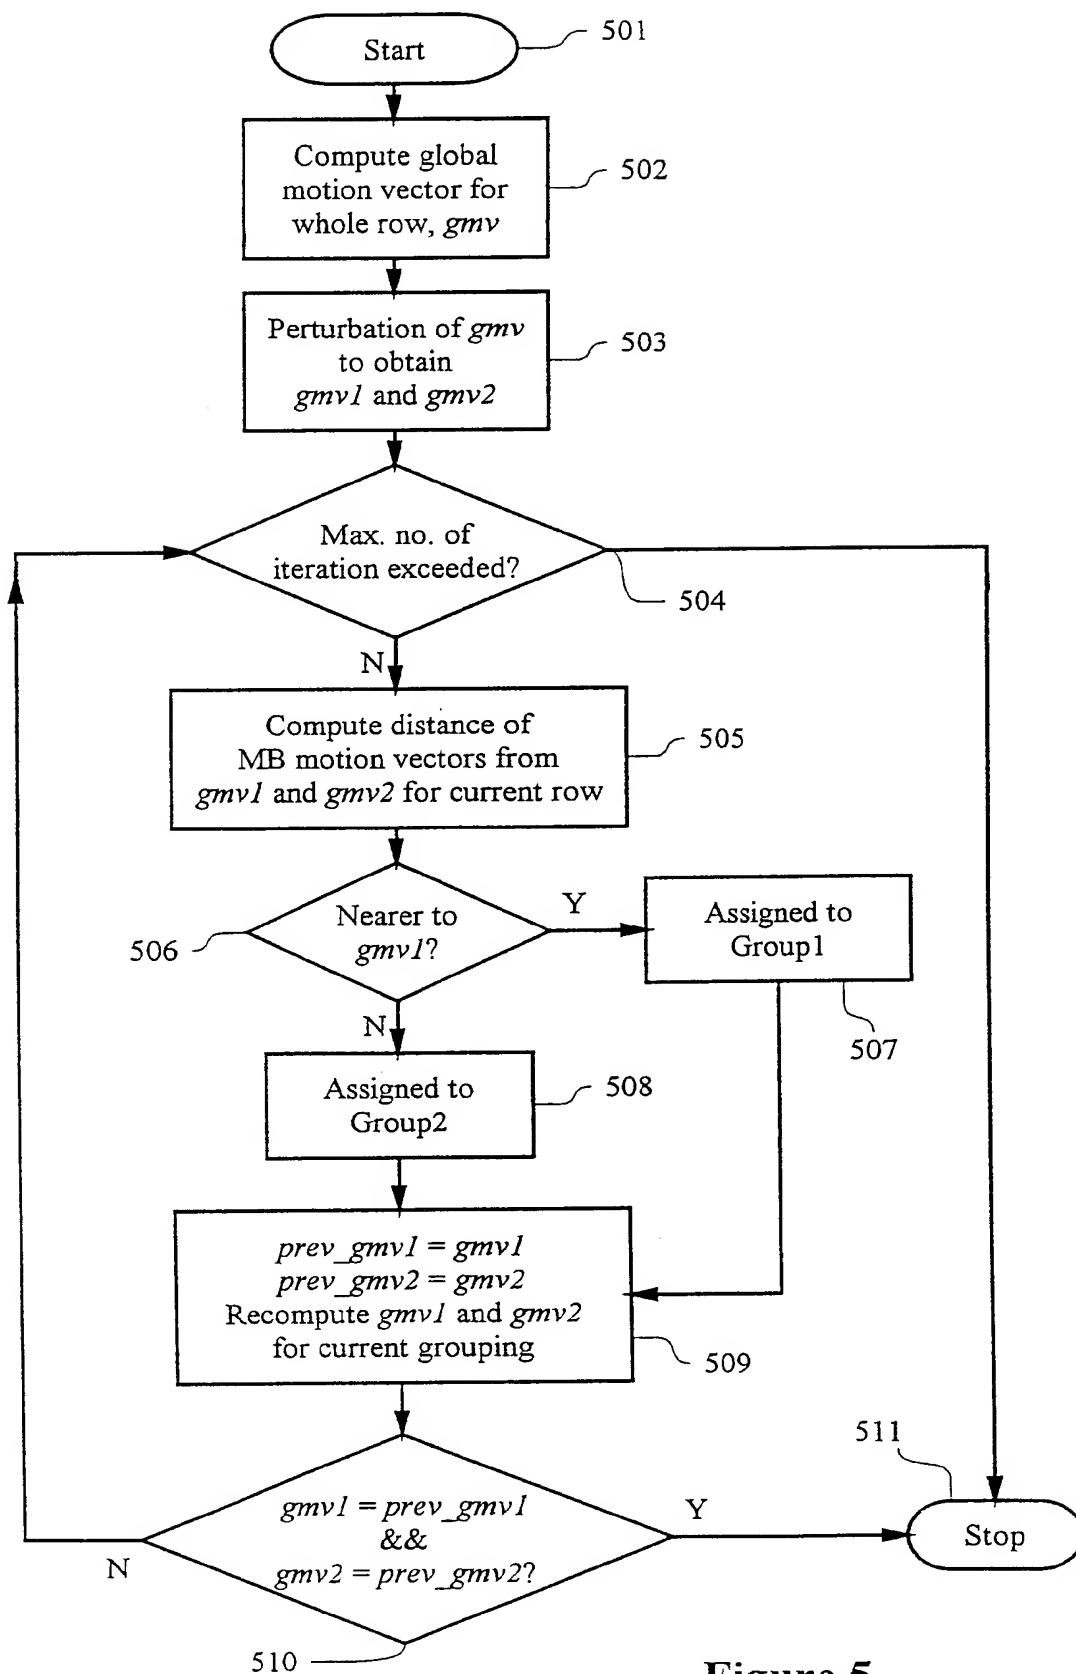 Start
501
Compute global
motion vector for
whole row, gmv
502
Perturbation of gmv
to obtain
gmv1 and gmv2
503
Max. no. of
iteration exceeded?
504
N
Compute distance of
MB motion vectors from
gmv1 and gmv2 for current row
505
Nearer to
gmv1?
506
Y
Assigned to
Group1
507
N
Assigned to
Group2
508
prev_gmv1 = gmv1
prev_gmv2 = gmv2
Recompute gmv1 and gmv2
for current grouping
509
gmv1 = prev_gmv1
&&
gmv2 = prev_gmv2?
N
Y
511
Stop
510
Figure 5